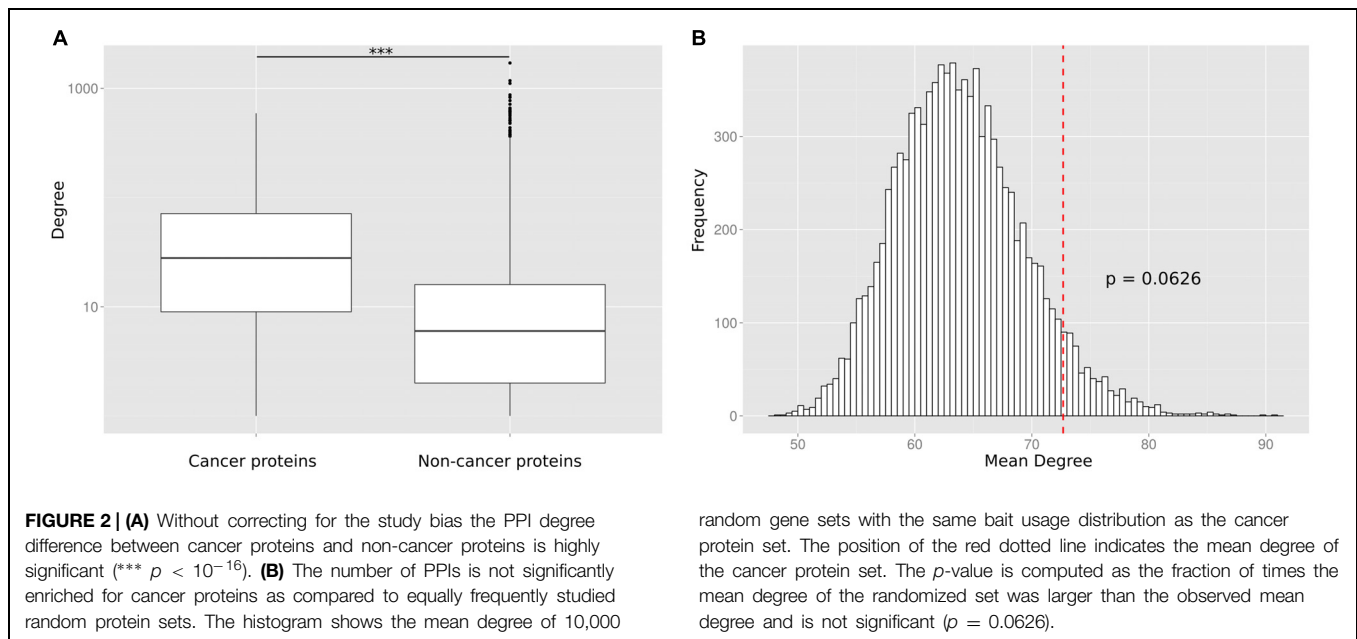 A
***
1000
10
Degree
Cancer proteins
Non-cancer proteins
B
300
200
100
0
Frequency
p = 0.0626
50
60
70
80
90
Mean Degree
FIGURE 2 | (A) Without correcting for the study bias the PPI degree
difference between cancer proteins and non-cancer proteins is highly
significant (*** p < 10−16). (B) The number of PPIs is not significantly
enriched for cancer proteins as compared to equally frequently studied
random protein sets. The histogram shows the mean degree of 10,000
random gene sets with the same bait usage distribution as the cancer
protein set. The position of the red dotted line indicates the mean degree of
the cancer protein set. The p-value is computed as the fraction of times the
mean degree of the randomized set was larger than the observed mean
degree and is not significant (p = 0.0626).